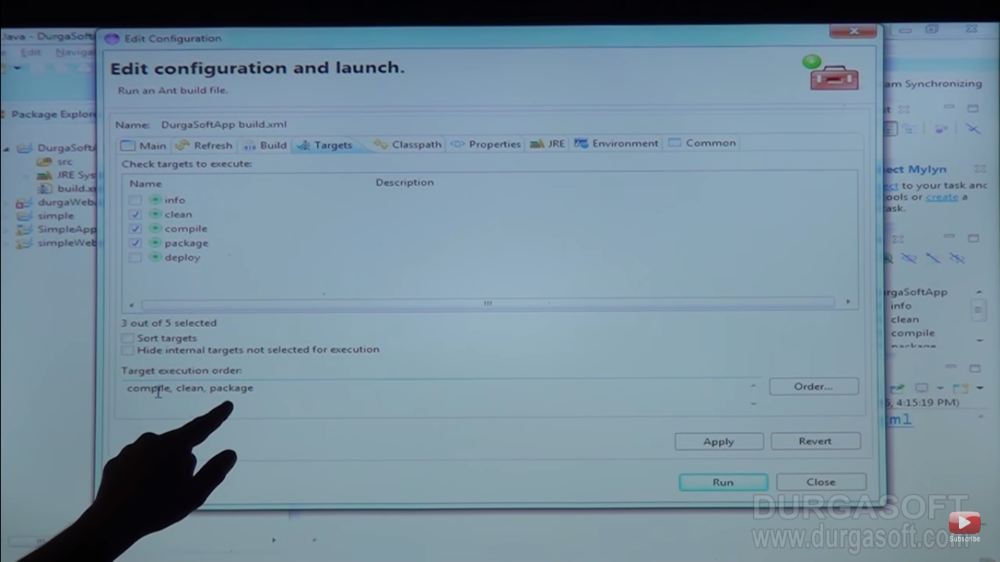 Java - DurgaSoft
Edit Configuration
Edit Naviga
Edit configuration and launch.
Run an Ant build file.
am Synchronizing
Package Explor
Name: DurgaSoftApp build.xml
Main Refresh Build Targets Classpath Properties JRE Environment Common
Check targets to execute:
Name Description
info
clean
compile
package
deploy
3 out of 5 selected
Sort targets
Hide internal targets not selected for execution
Target execution order:
compile, clean, package
Order...
Apply Revert
Run Close
DurgaSoftA
src
JRE Sys
build.x
durgaWeb
simple
SimpleApp
simpleWeb
ect Mylyn
ect to your task and
ools or create a
ask.
rgaSoftApp
info
clean
compile
package
5, 4:15:19 PM)
ml
DURGASOFT
www.durgasoft.com
Subscribe